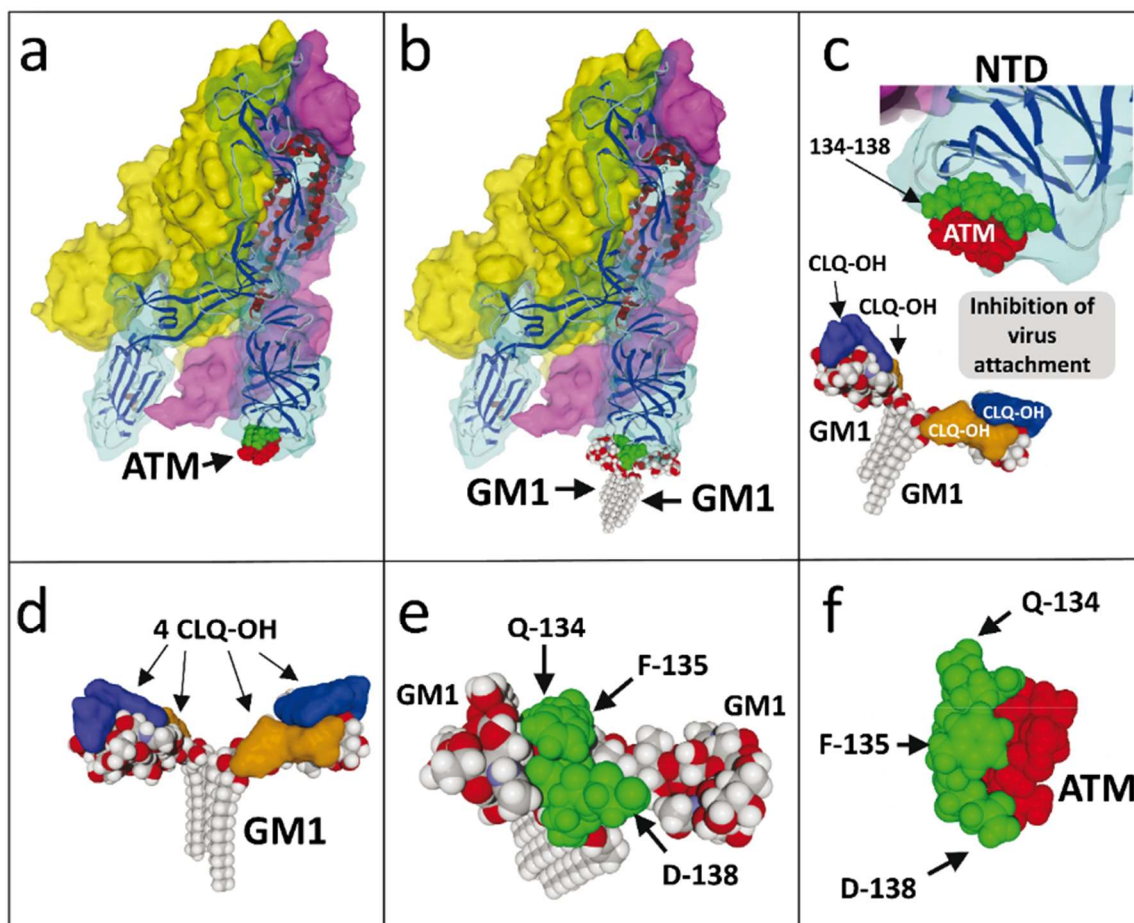 a
ATM
b
GM1
GM1
c
NTD
134-138
ATM
CLQ-OH
CLQ-OH
Inhibition of
virus
attachment
CLQ-OH
CLQ-OH
GM1
GM1
d
4 CLQ-OH
GM1
e
Q-134
F-135
GM1
GM1
D-138
f
Q-134
F-135
ATM
D-138